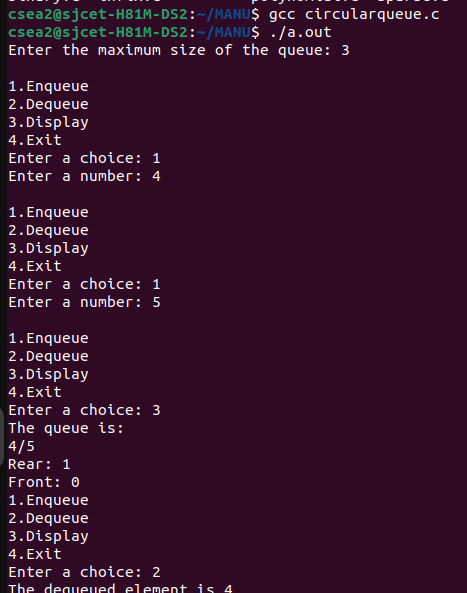 csea2@sjcet-H81M-DS2:~/MANU$ gcc circularqueue.c
csea2@sjcet-H81M-DS2:~/MANU$ ./a.out
Enter the maximum size of the queue: 3

1.Enqueue
2.Dequeue
3.Display
4.Exit
Enter a choice: 1
Enter a number: 4

1.Enqueue
2.Dequeue
3.Display
4.Exit
Enter a choice: 1
Enter a number: 5

1.Enqueue
2.Dequeue
3.Display
4.Exit
Enter a choice: 3
The queue is:
4/5
Rear: 1
Front: 0
1.Enqueue
2.Dequeue
3.Display
4.Exit
Enter a choice: 2
The dequeued element is 4